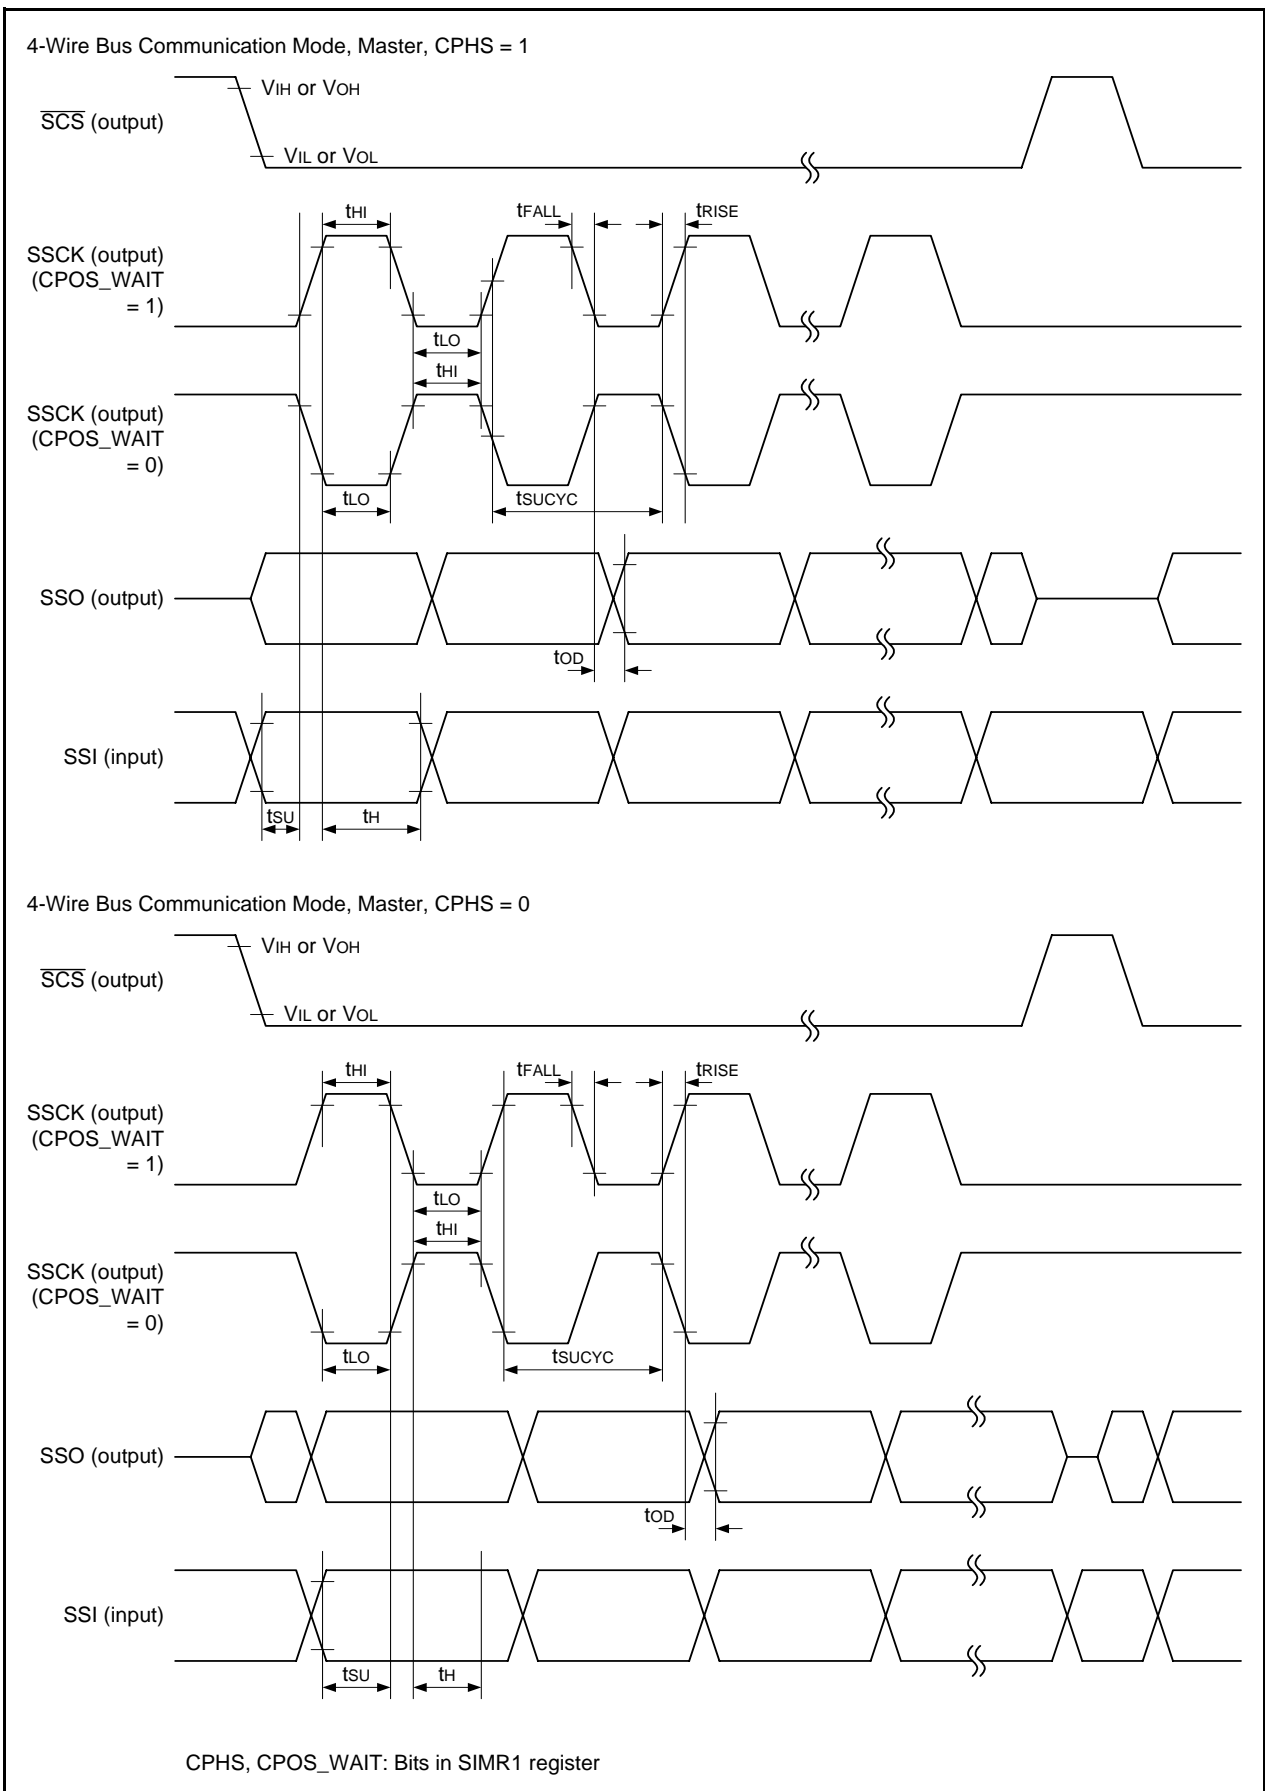 4-Wire Bus Communication Mode, Master, CPHS = 1
VIH or VOH
SCS (output)
VIL or VOL
tHI
tFALL
tRISE
SSCK (output)
(CPOS_WAIT
= 1)
tLO
tHI
SSCK (output)
(CPOS_WAIT
= 0)
tLO
tSUCYC
SSO (output)
tOD
SSI (input)
tSU
tH
4-Wire Bus Communication Mode, Master, CPHS = 0
VIH or VOH
SCS (output)
VIL or VOL
tHI
tFALL
tRISE
SSCK (output)
(CPOS_WAIT
= 1)
tLO
tHI
SSCK (output)
(CPOS_WAIT
= 0)
tLO
tSUCYC
SSO (output)
tOD
SSI (input)
tSU
tH
CPHS, CPOS_WAIT: Bits in SIMR1 register